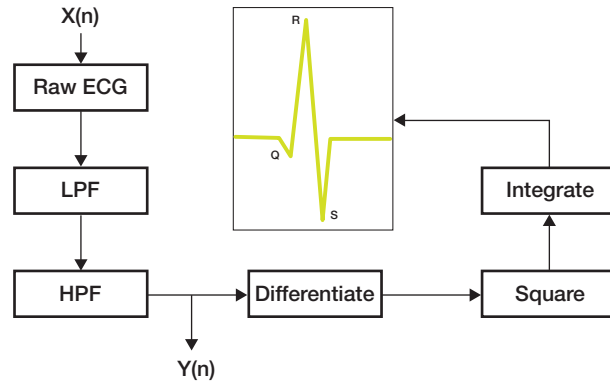 X(n)
Raw ECG
LPF
HPF
Y(n)
Differentiate
Square
Integrate
R
Q
S